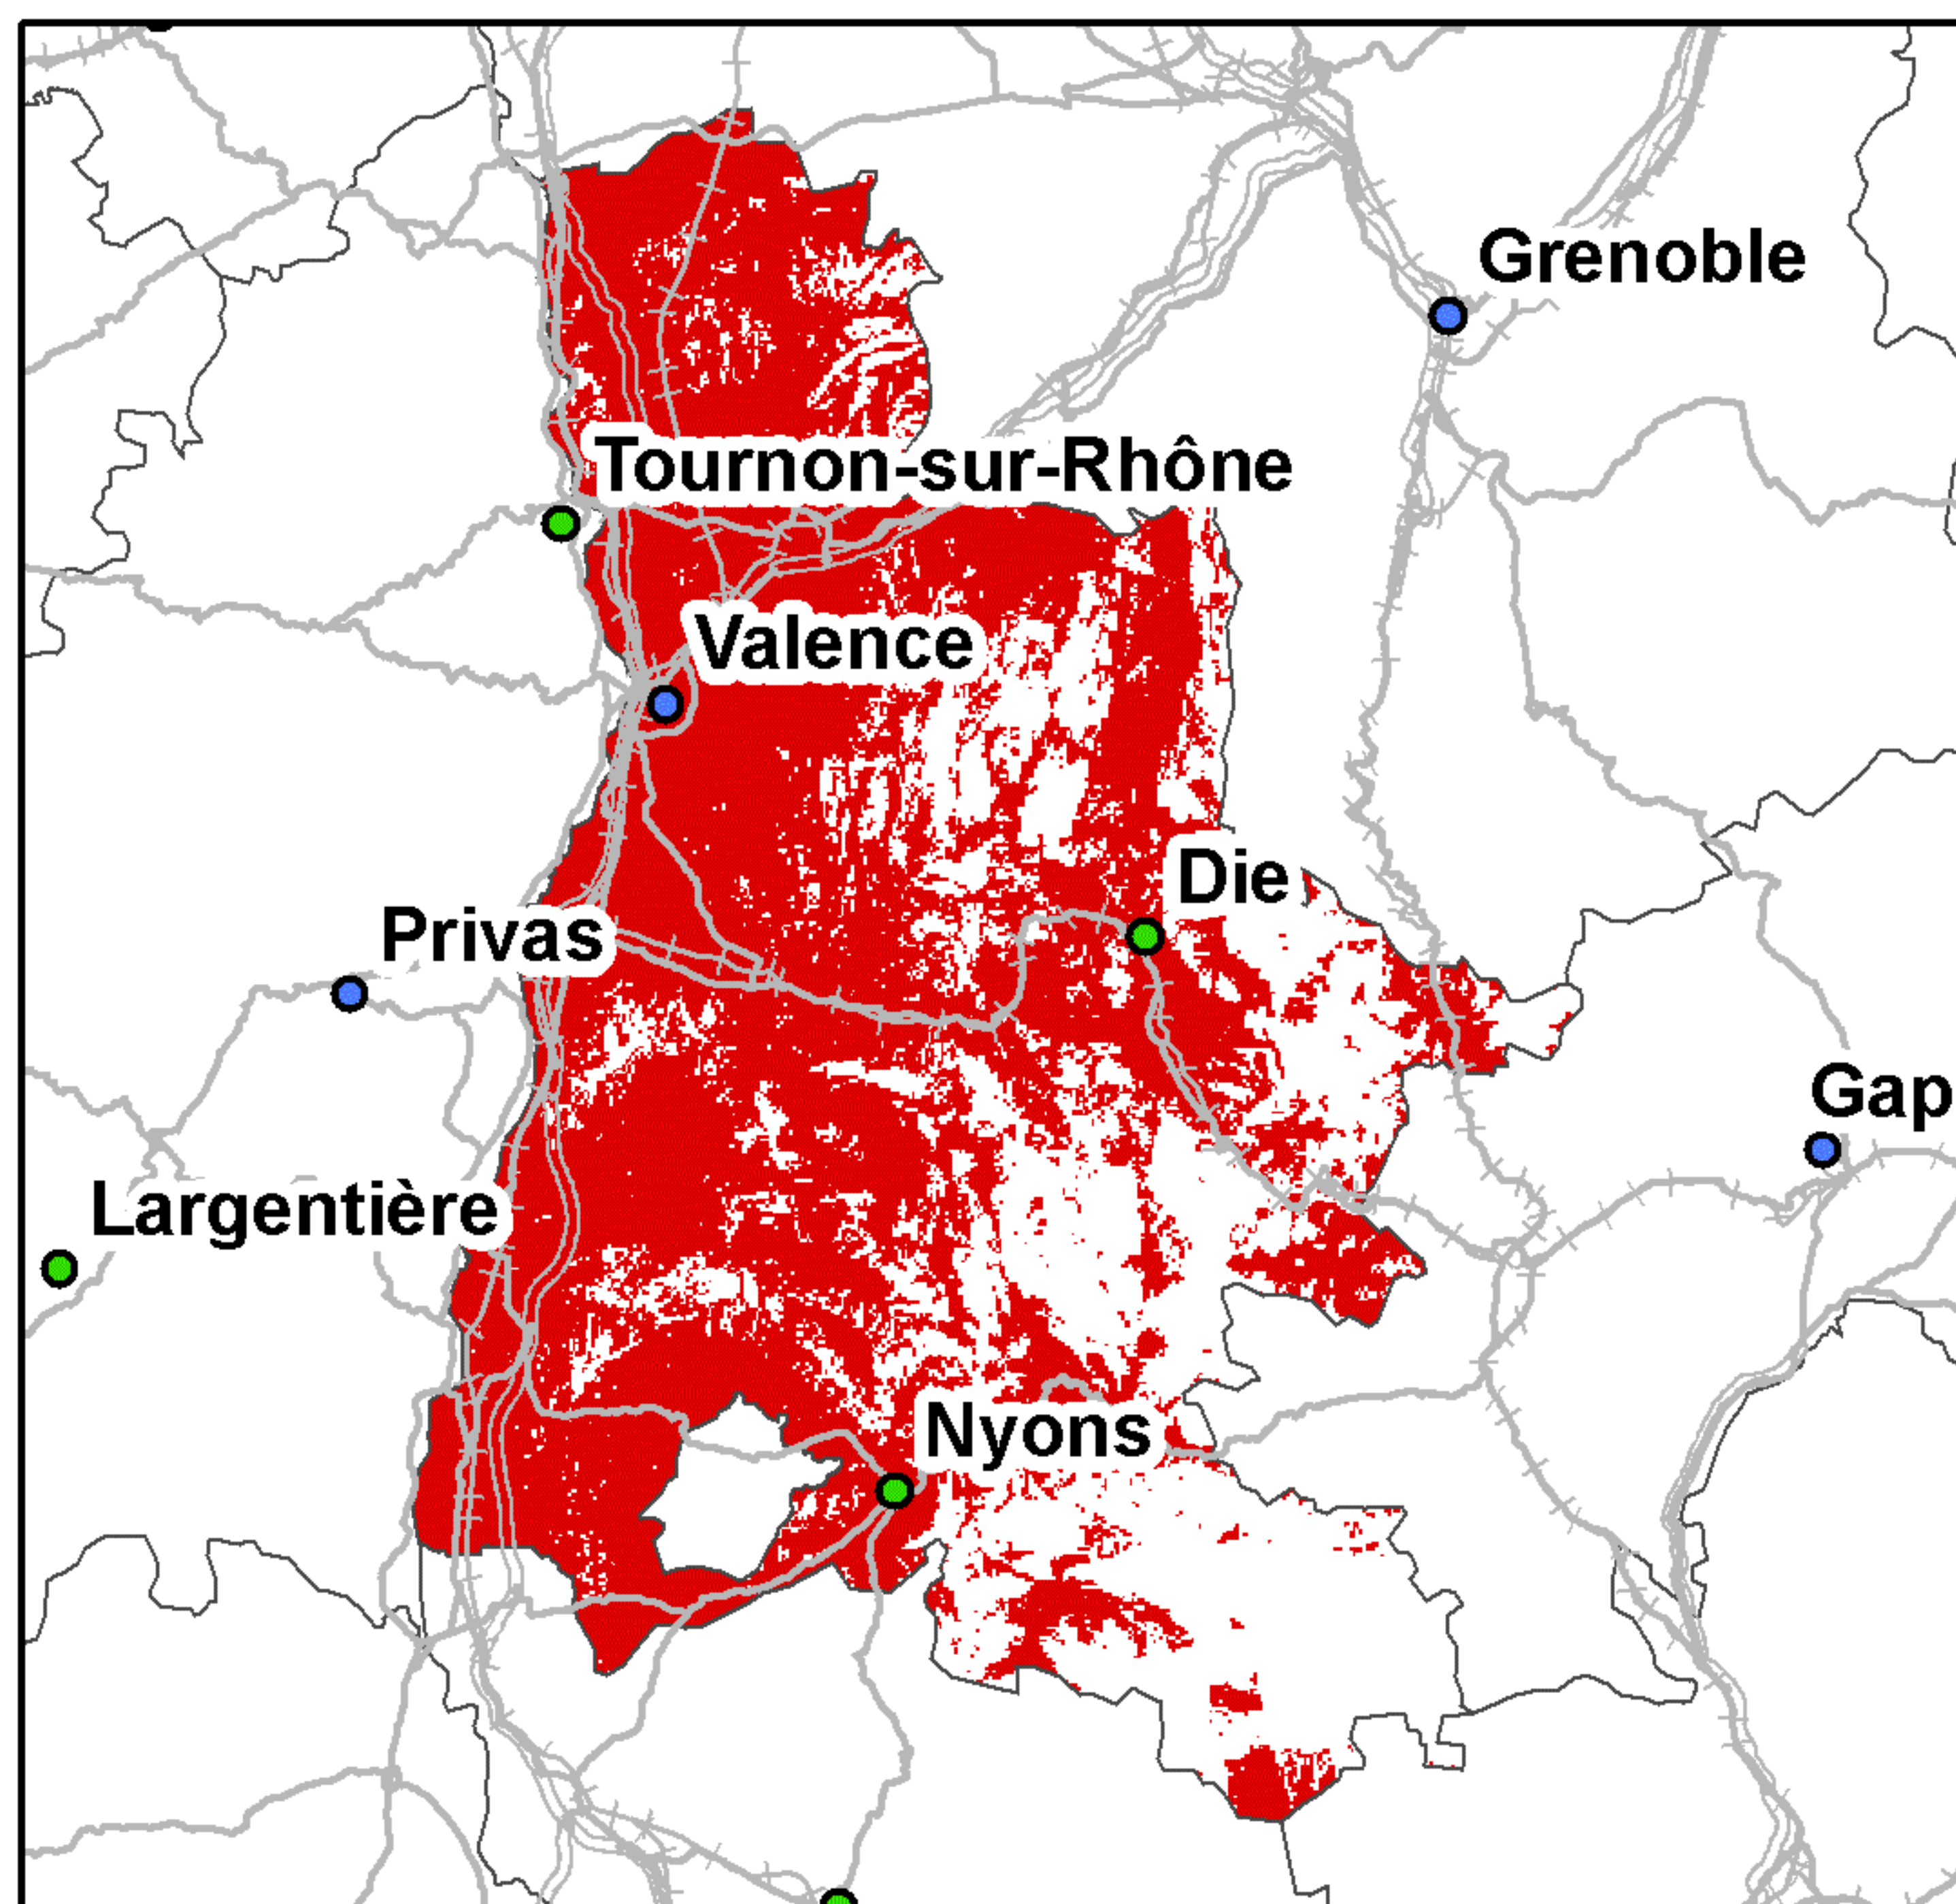 Grenoble
Tournon-sur-Rhône
Valence
Die
Privas
Gap
Largentière
Nyons